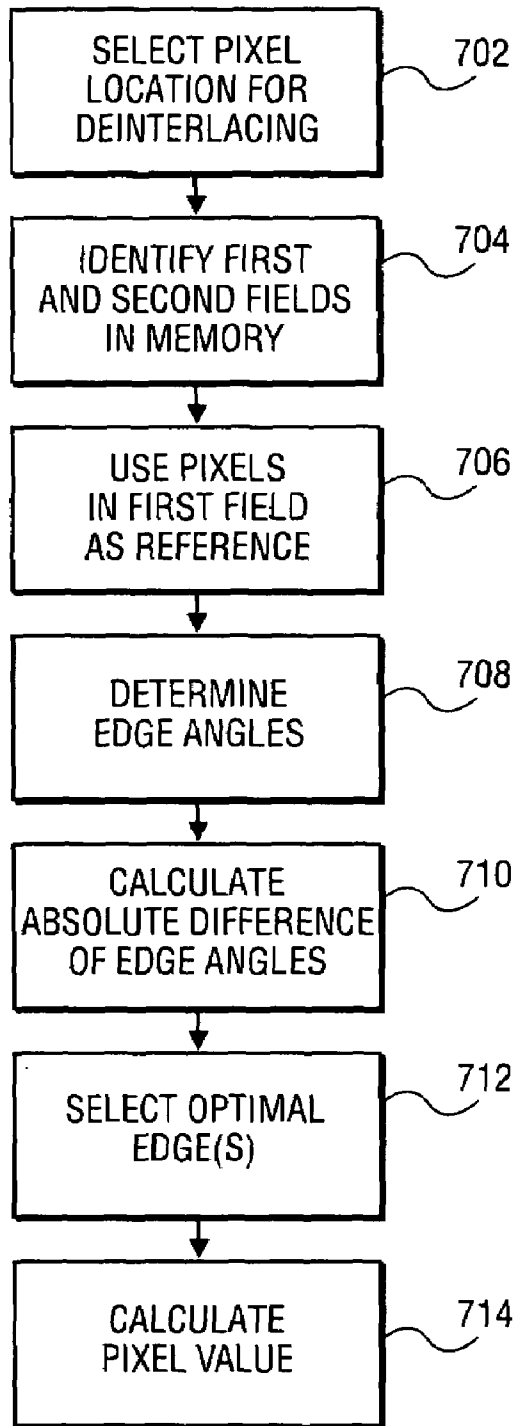 SELECT PIXEL
LOCATION FOR
DEINTERLACING
702
IDENTIFY FIRST
AND SECOND FIELDS
IN MEMORY
704
USE PIXELS
IN FIRST FIELD
AS REFERENCE
706
DETERMINE
EDGE ANGLES
708
CALCULATE
ABSOLUTE DIFFERENCE
OF EDGE ANGLES
710
SELECT OPTIMAL
EDGE(S)
712
CALCULATE
PIXEL VALUE
714